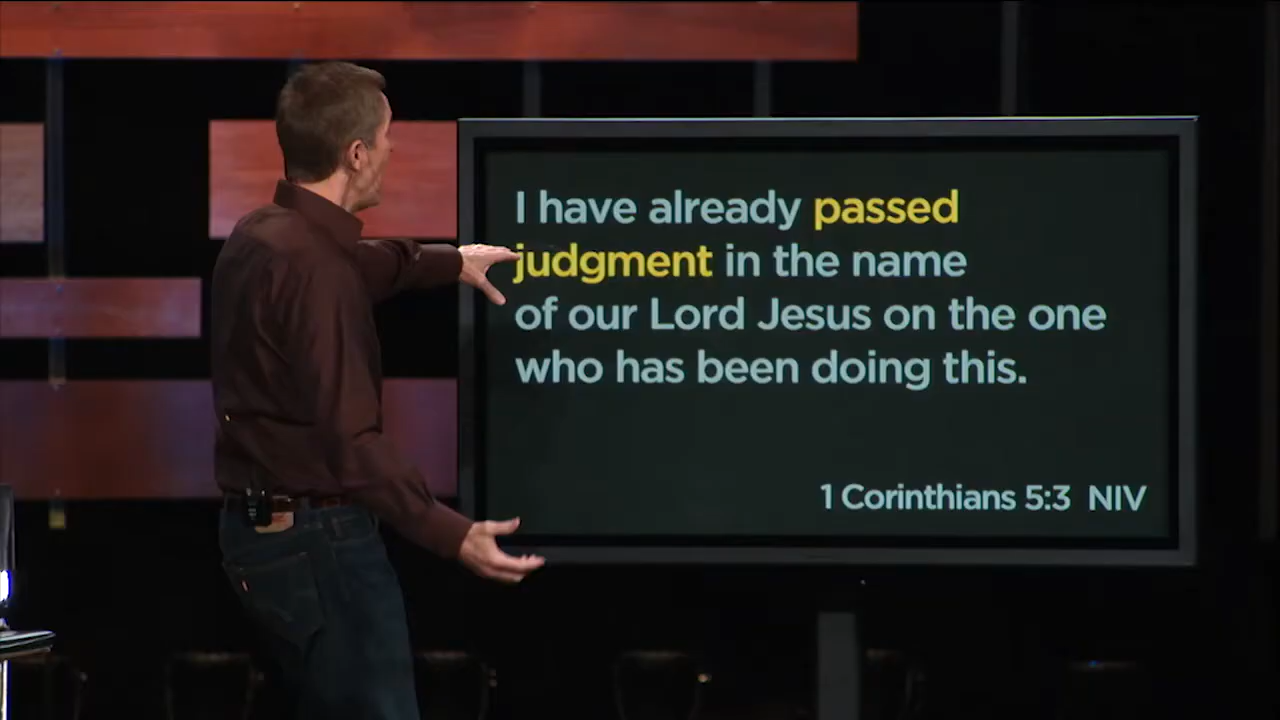 I have already passed
judgment in the name
of our Lord Jesus on the one
who has been doing this.
1 Corinthians 5:3 NIV